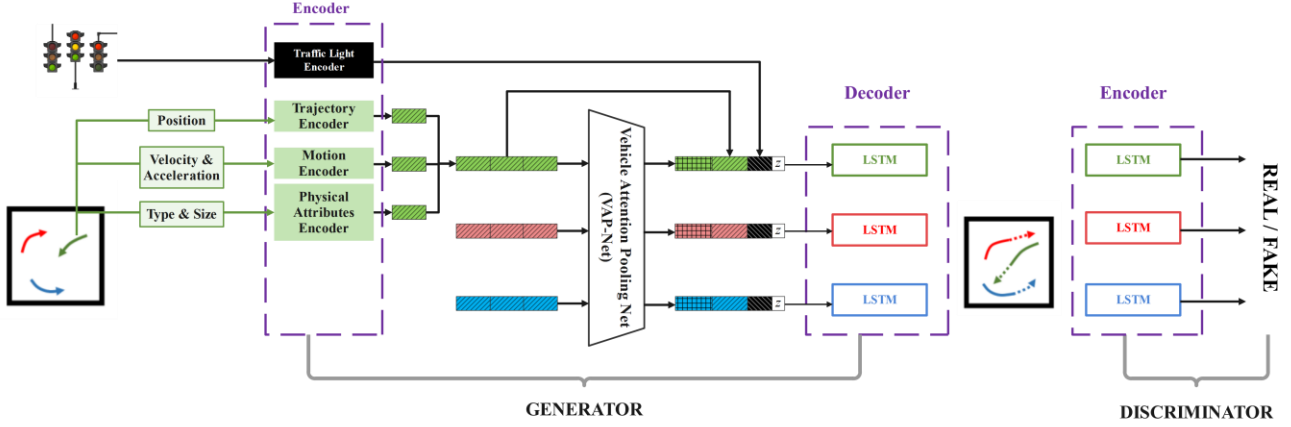 Encoder
Traffic Light
Encoder
Position
Trajectory
Encoder
Velocity &
Acceleration
Motion
Encoder
Type & Size
Physical
Attributes
Encoder
Vehicle Attention Pooling Net
(VAP-Net)
z
z
z
Decoder
LSTM
LSTM
LSTM
Encoder
LSTM
LSTM
LSTM
REAL / FAKE
GENERATOR
DISCRIMINATOR